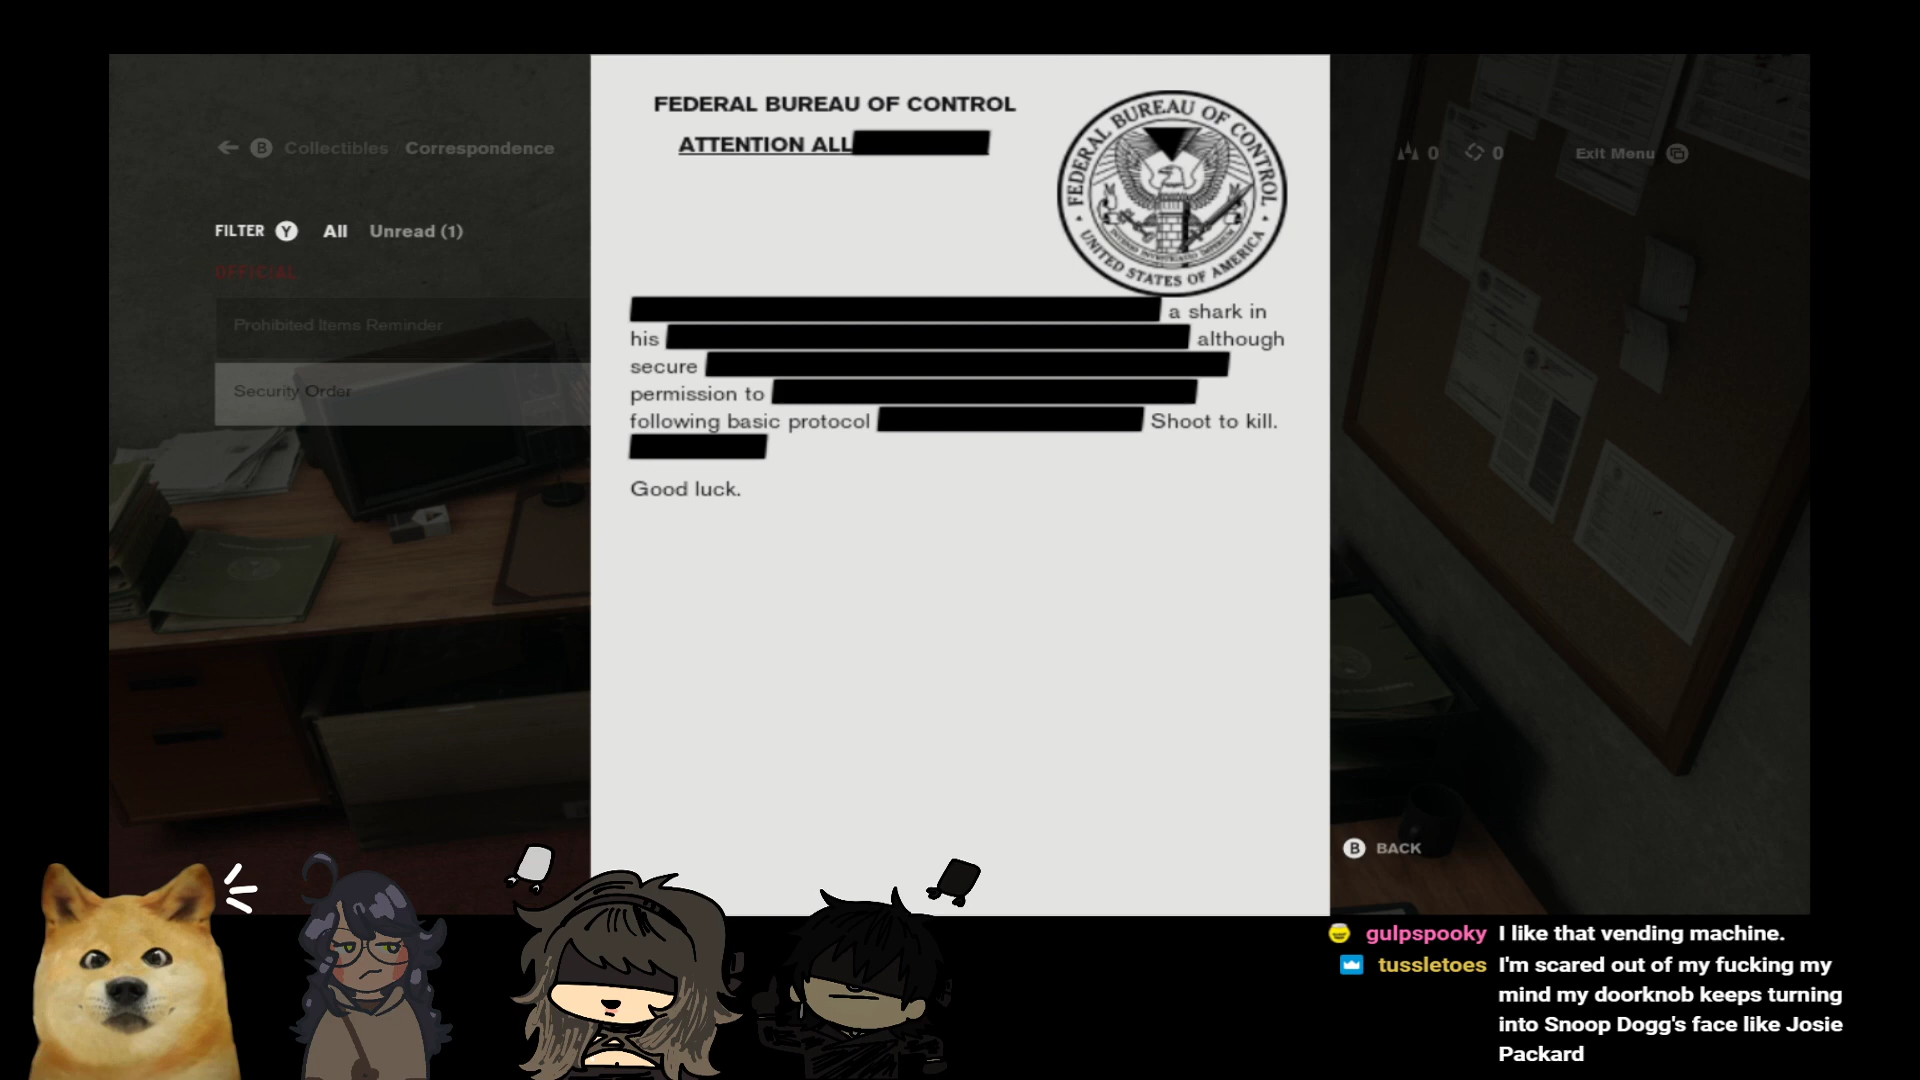 FEDERAL BUREAU OF CONTROL
ATTENTION ALL
FEDERAL BUREAU OF CONTROL
UNITED STATES OF AMERICA
B Collectibles Correspondence
0 0 Exit Menu
FILTER Y All Unread (1)
OFFICIAL
Prohibited Items Reminder
Security Order
a shark in
his although
secure
permission to
following basic protocol Shoot to kill.
Good luck.
B BACK
gulpspooky I like that vending machine.
tussletoes I'm scared out of my fucking my
mind my doorknob keeps turning
into Snoop Dogg's face like Josie
Packard